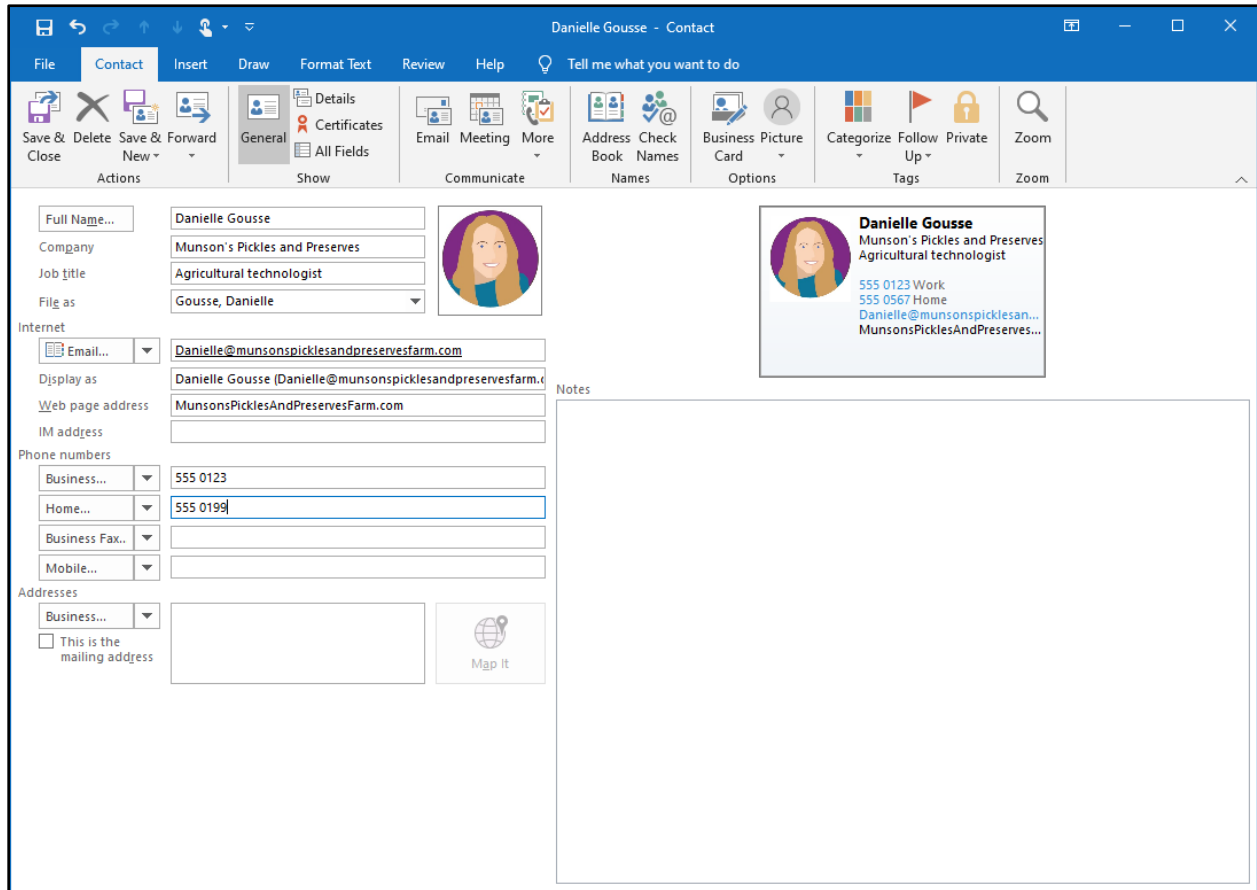 Danielle Gousse - Contact
File Contact Insert Draw Format Text Review Help Tell me what you want to do
Save & Close
Delete
Save & New
Forward
Actions
General
Details
Certificates
All Fields
Show
Email
Meeting
More
Communicate
Address Book
Check Names
Names
Business Card
Picture
Options
Categorize
Follow Up
Private
Tags
Zoom
Zoom
Full Name... Danielle Gousse
Company Munson's Pickles and Preserves
Job title Agricultural technologist
File as Gousse, Danielle
Internet
Email... Danielle@munsonspicklesandpreservesfarm.com
Display as Danielle Gousse (Danielle@munsonspicklesandpreservesfarm.c
Web page address MunsonsPicklesAndPreservesFarm.com
IM address
Phone numbers
Business... 555 0123
Home... 555 0199
Business Fax..
Mobile...
Addresses
Business...
This is the
mailing address
Map It
Danielle Gousse
Munson's Pickles and Preserves
Agricultural technologist
555 0123 Work
555 0567 Home
Danielle@munsonspicklesan...
MunsonsPicklesAndPreserves...
Notes